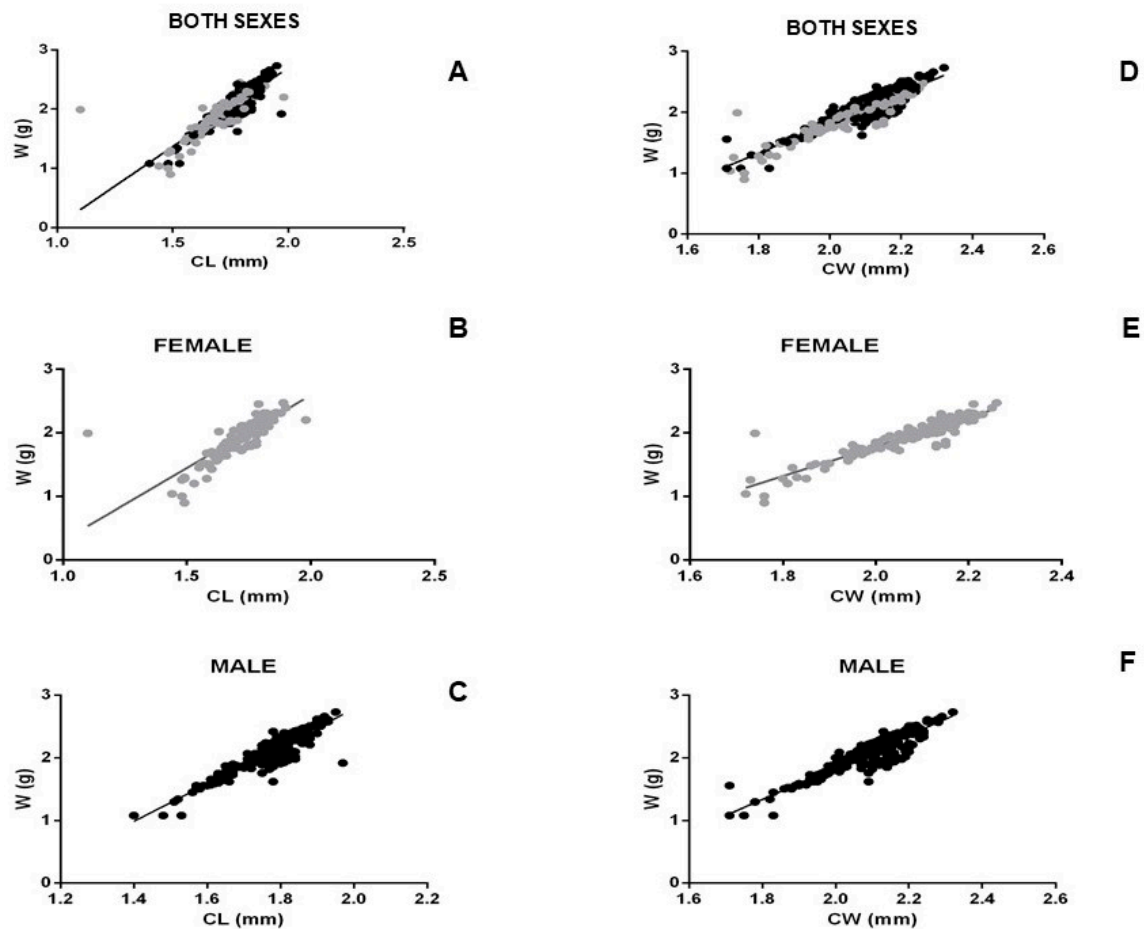 BOTH SEXES
A
3
2
1
0
W (g)
1.0 1.5 2.0 2.5
CL (mm)
BOTH SEXES
D
3
2
1
0
W (g)
1.6 1.8 2.0 2.2 2.4 2.6
CW (mm)
B
FEMALE
3
2
1
0
W (g)
1.0 1.5 2.0 2.5
CL (mm)
E
FEMALE
3
2
1
0
W (g)
1.6 1.8 2.0 2.2 2.4
CW (mm)
MALE
C
3
2
1
0
W (g)
1.2 1.4 1.6 1.8 2.0 2.2
CL (mm)
F
MALE
3
2
1
0
W (g)
1.6 1.8 2.0 2.2 2.4 2.6
CW (mm)